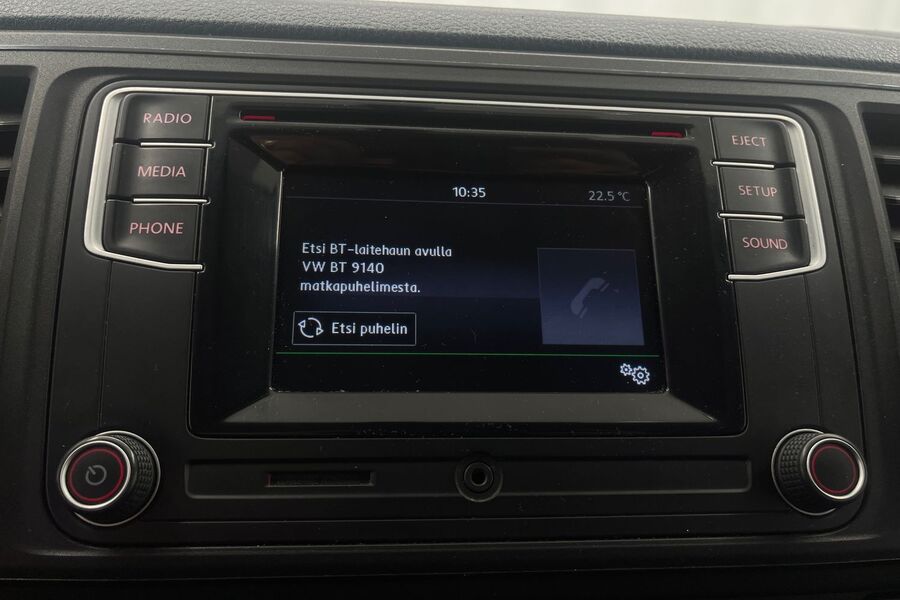 RADIO
MEDIA
PHONE
EJECT
SETUP
SOUND
10:35
22.5 °C
Etsi BT-laitehaun avulla
VW BT 9140
matkapuhelimesta.
Etsi puhelin